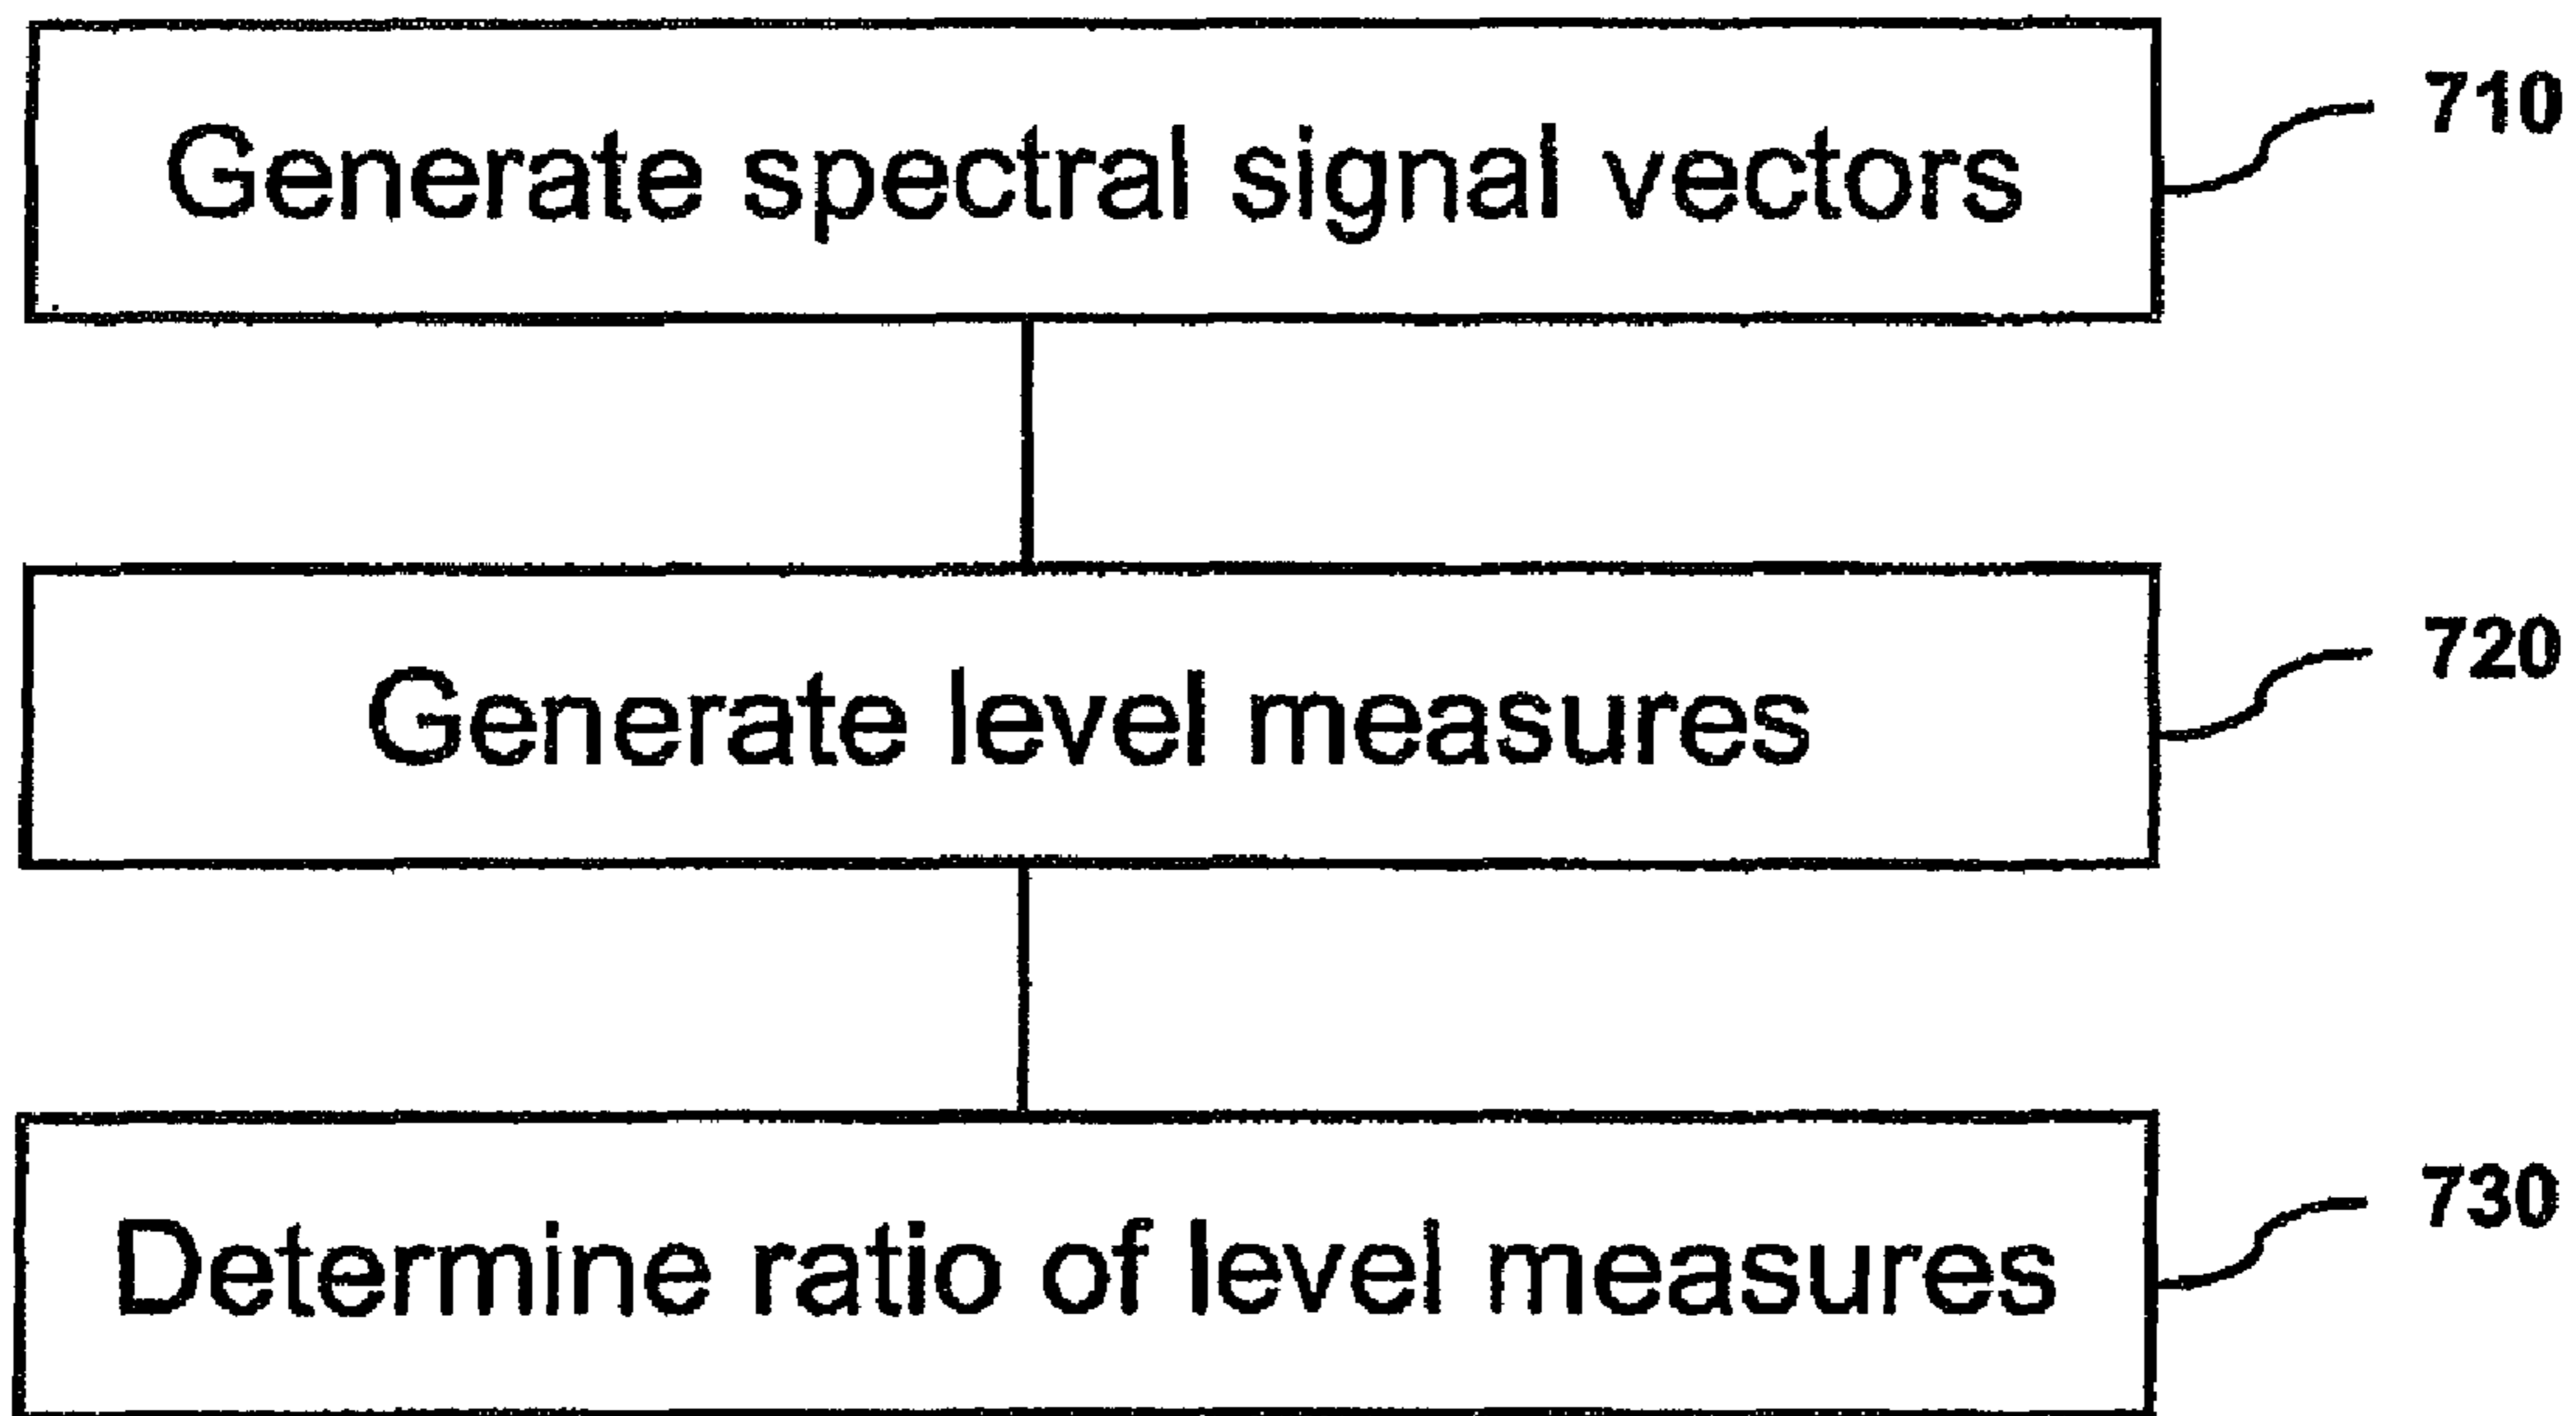 Generate spectral signal vectors 710
Generate level measures 720
Determine ratio of level measures 730